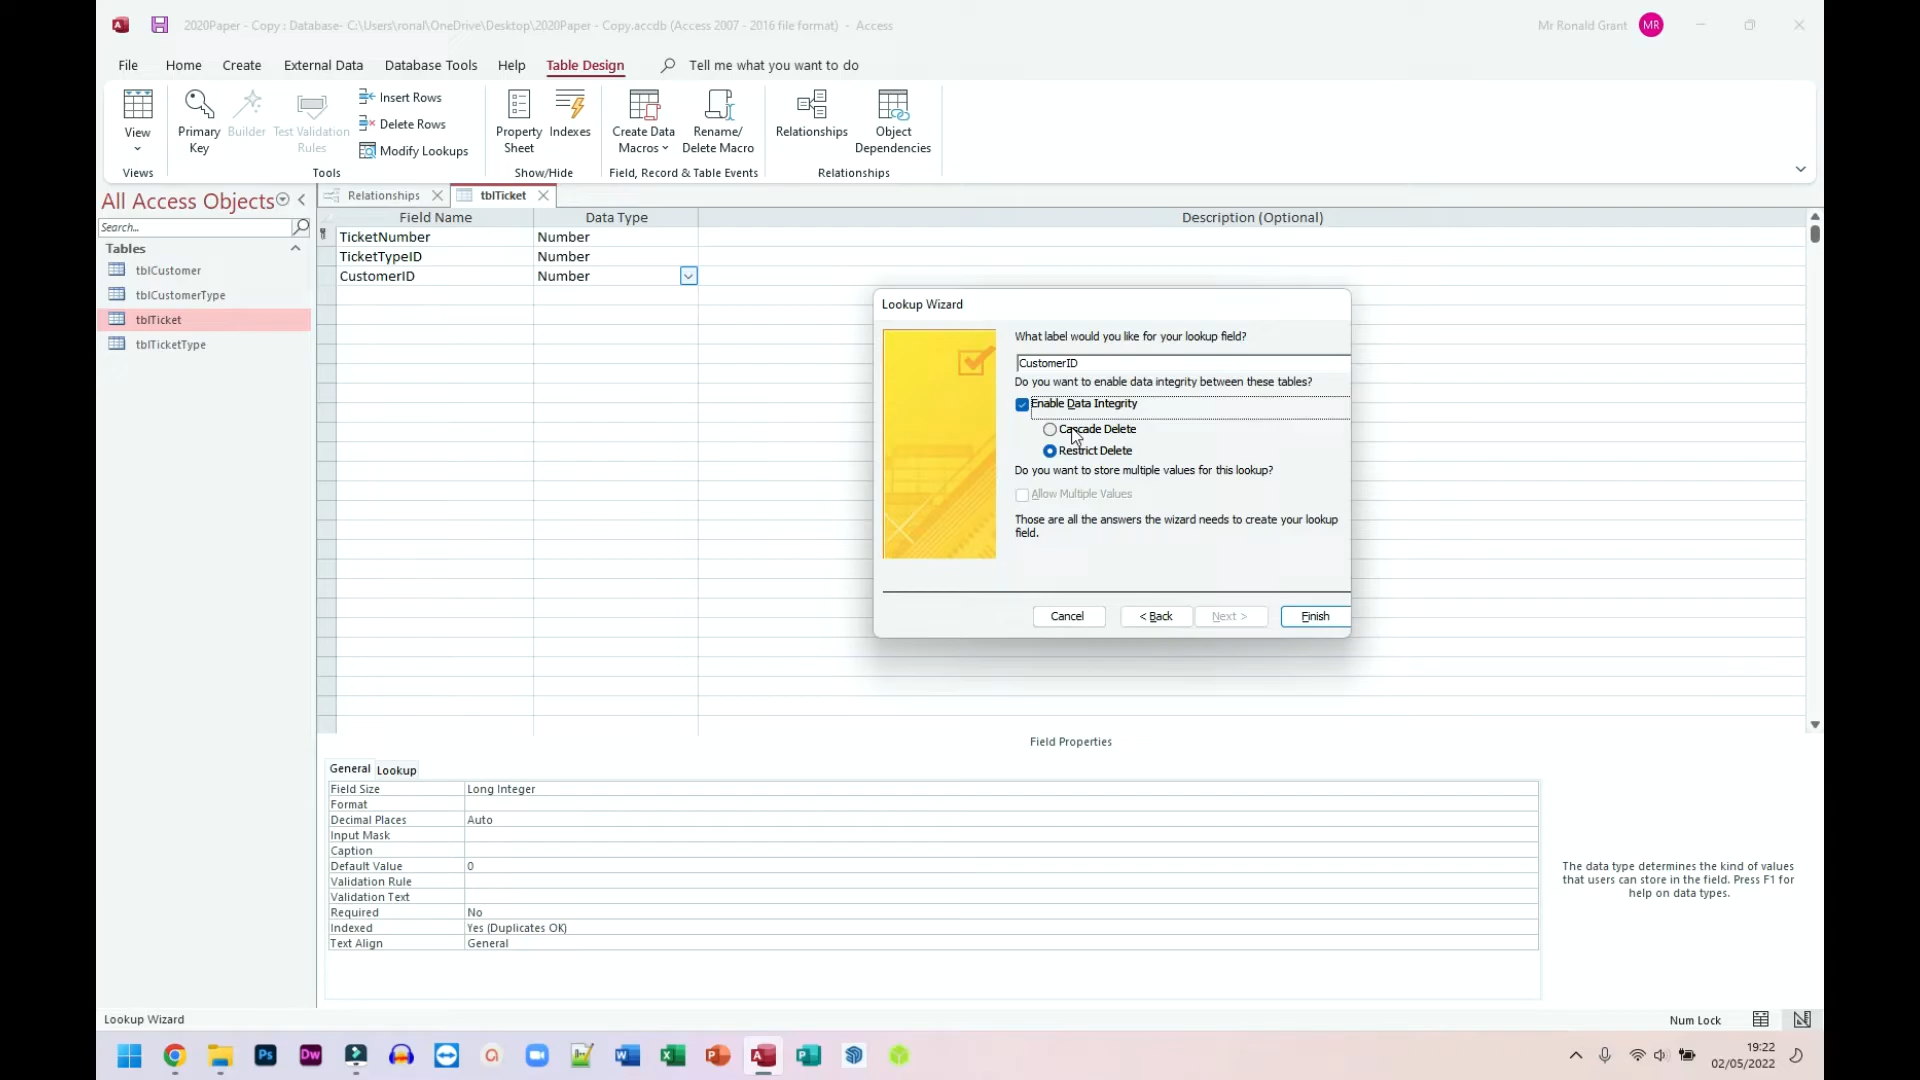 2020Paper - Copy : Database- C:\Users\ronal\OneDrive\Desktop\2020Paper - Copy.accdb (Access 2007 - 2016 file format) - Access
Mr Ronald Grant
MR
File
Home
Create
External Data
Database Tools
Help
Table Design
Tell me what you want to do
View
Primary
Key
Builder
Test Validation
Rules
Insert Rows
Delete Rows
Modify Lookups
Property
Sheet
Indexes
Create Data
Macros
Rename/
Delete Macro
Relationships
Object
Dependencies
Views
Tools
Show/Hide
Field, Record & Table Events
Relationships
All Access Objects
Search...
Tables
tblCustomer
tblCustomerType
tblTicket
tblTicketType
Relationships
tblTicket
Field Name
Data Type
Description (Optional)
TicketNumber
Number
TicketTypeID
Number
CustomerID
Number
Lookup Wizard
What label would you like for your lookup field?
CustomerID
Do you want to enable data integrity between these tables?
Enable Data Integrity
Cascade Delete
Restrict Delete
Do you want to store multiple values for this lookup?
Allow Multiple Values
Those are all the answers the wizard needs to create your lookup
field.
Cancel
< Back
Next >
Finish
Field Properties
General
Lookup
Field Size
Long Integer
Format
Decimal Places
Auto
Input Mask
Caption
Default Value
0
Validation Rule
Validation Text
Required
No
Indexed
Yes (Duplicates OK)
Text Align
General
The data type determines the kind of values
that users can store in the field. Press F1 for
help on data types.
Lookup Wizard
Num Lock
Ps
Dw
W
X
P
A
P
19:22
02/05/2022